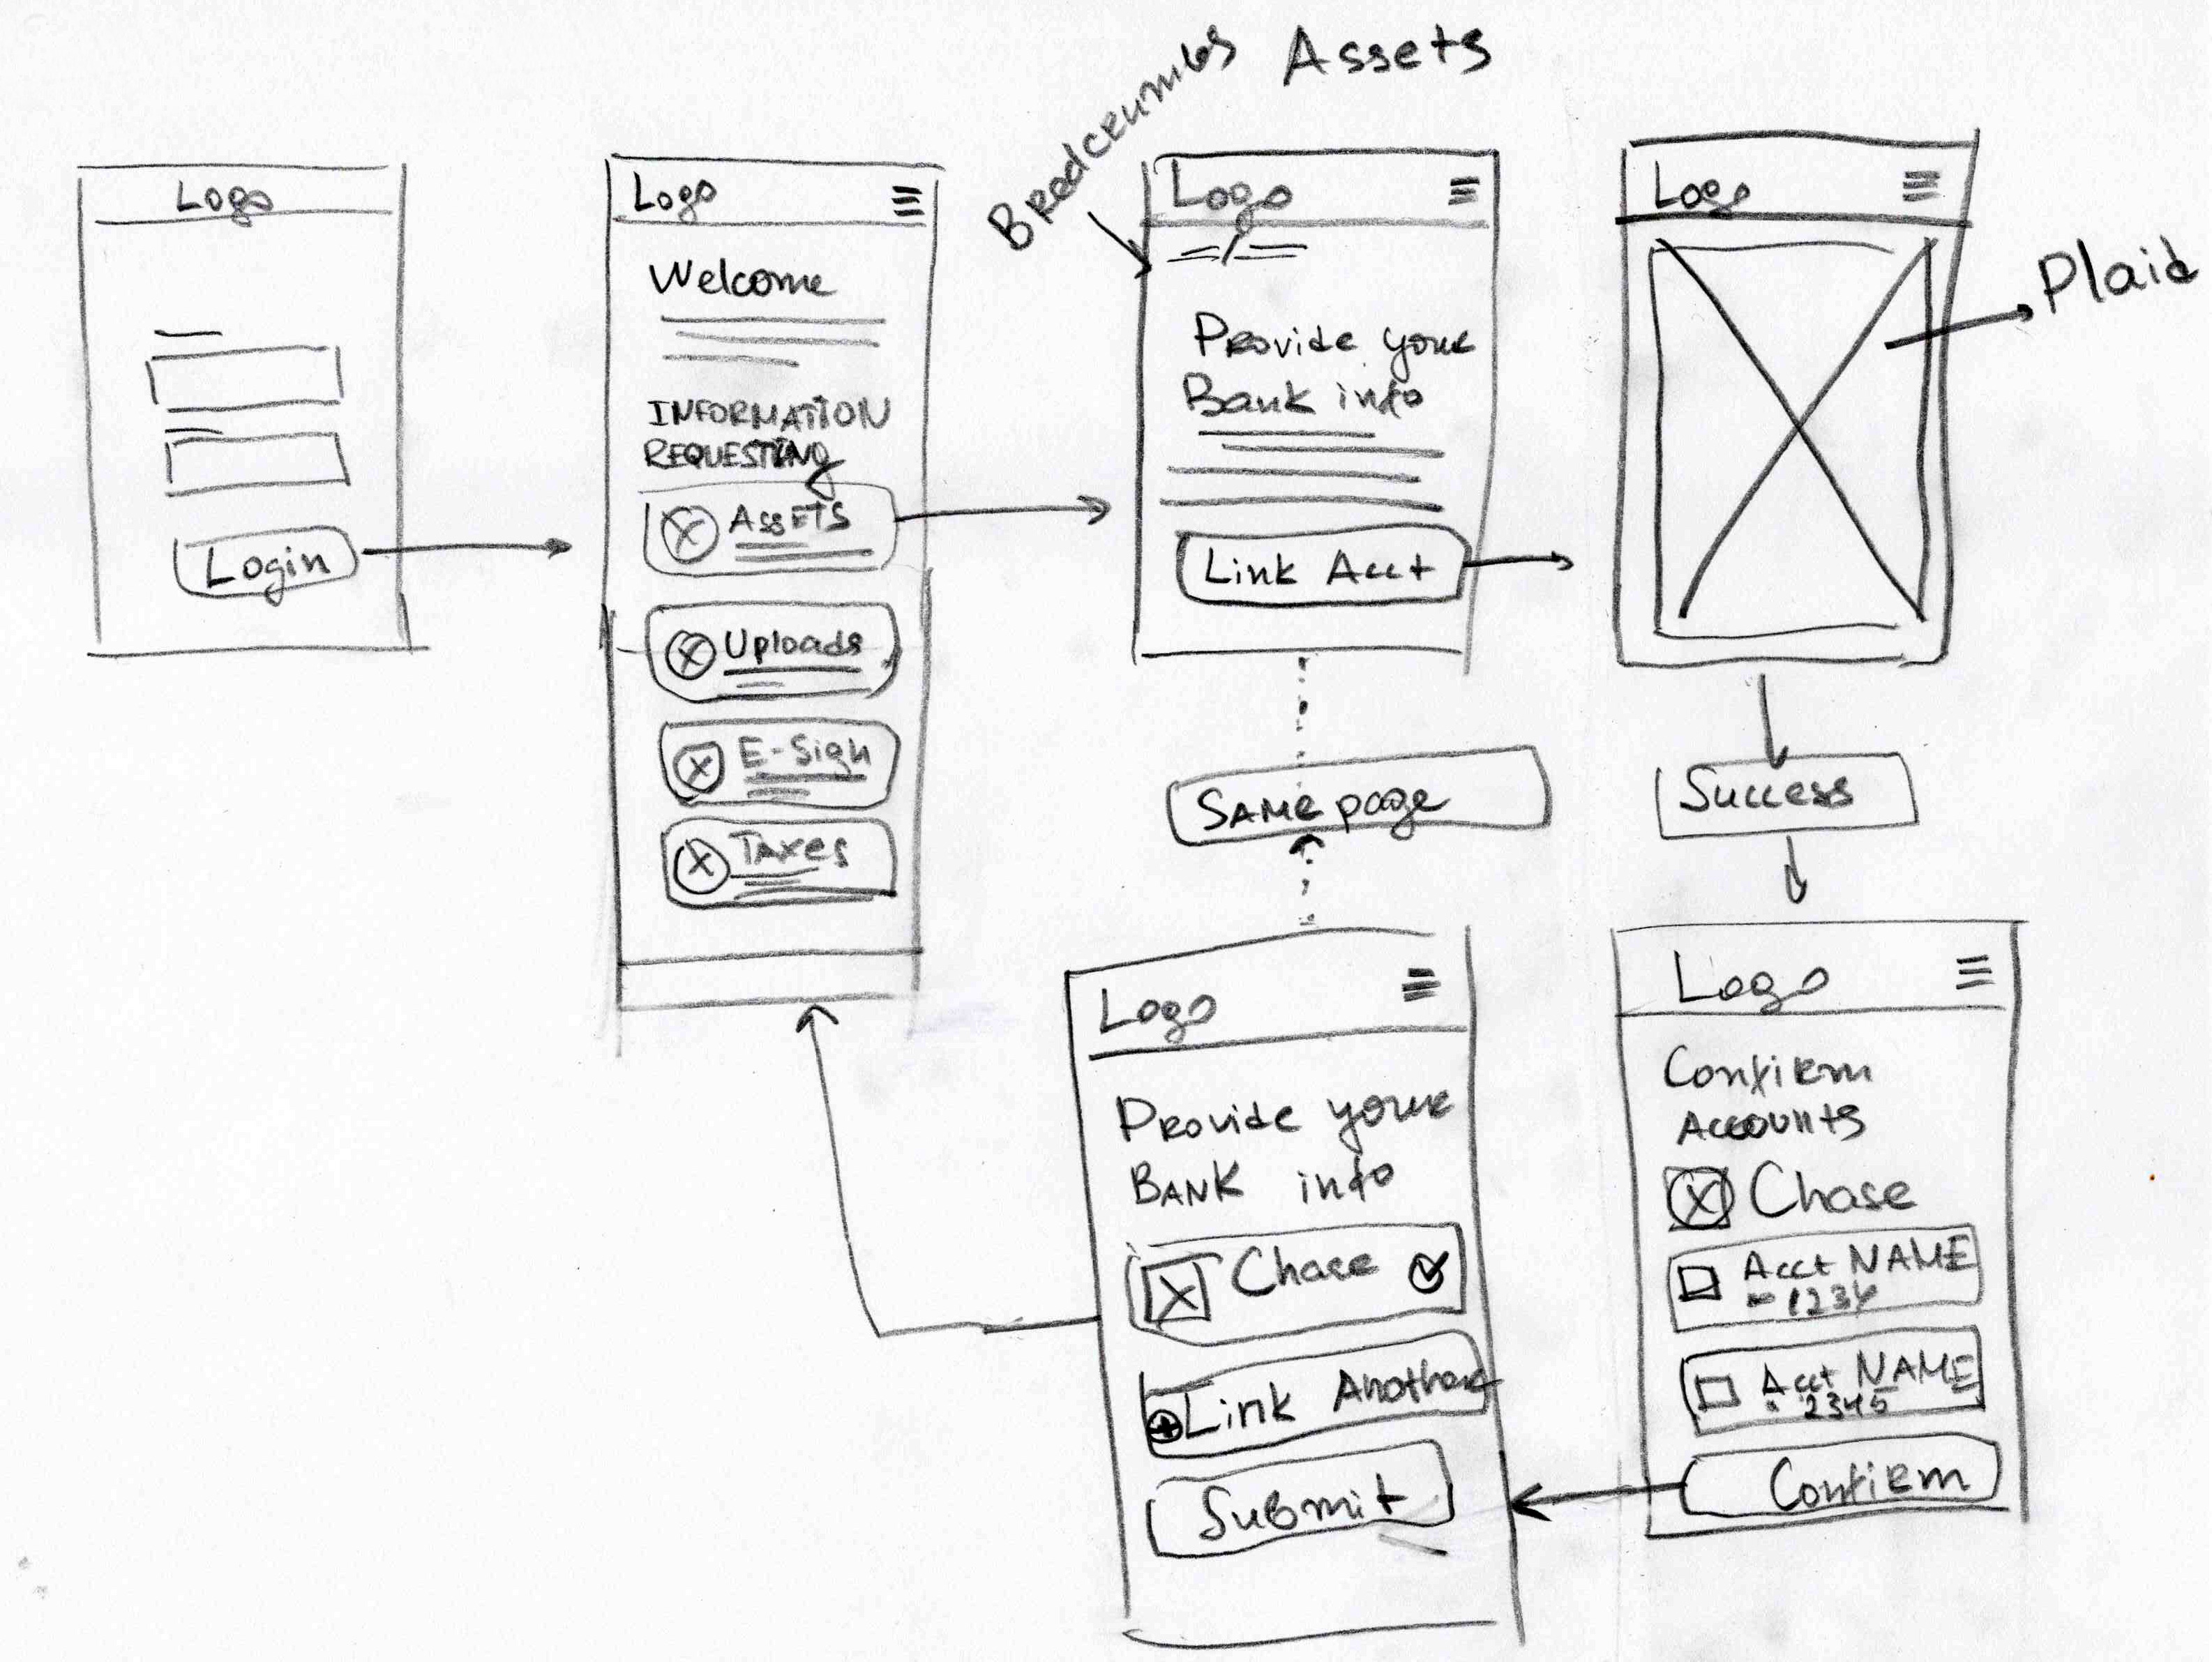 Assets
Bredcrumbs
Logo
Login
Logo
Welcome
INFORMATION
REQUESTING
ASSETS
Uploads
E-Sign
Taxes
Logo
Provide your
Bank info
Link Acct
Logo
Plaid
Success
SAME page
Logo
Confirm
Accounts
Chase
Acct NAME
1234
Acct NAME
2345
Confirm
Logo
Provide your
BANK info
Chase
Link Another
Submit